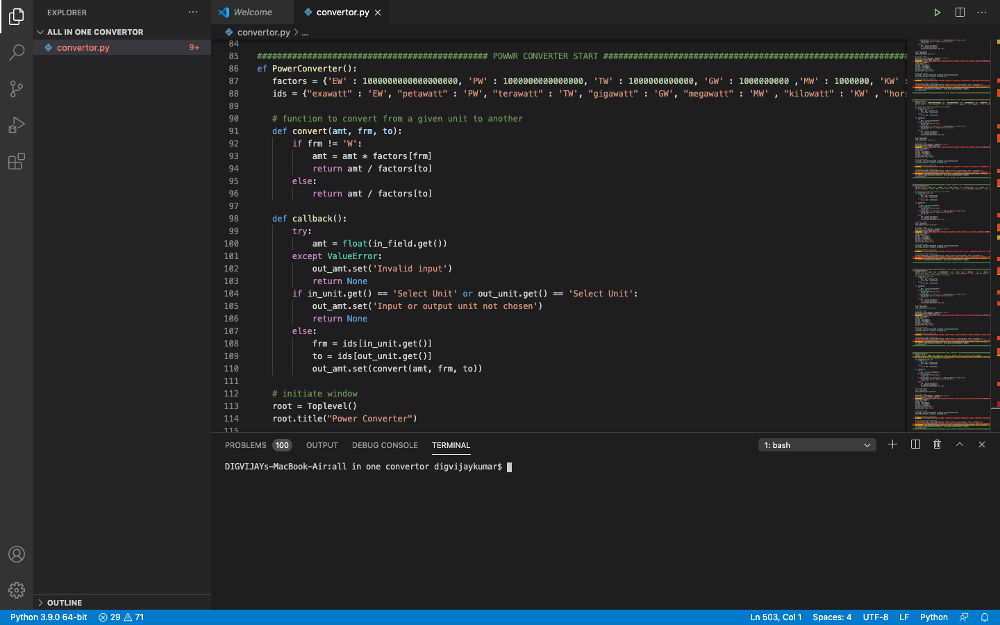 EXPLORER
ALL IN ONE CONVERTOR
convertor.py 9+
OUTLINE
Welcome convertor.py
convertor.py > ...
84
85 ############################################## POWWR CONVERTER START ############################################################
86 ef PowerConverter():
87 factors = {'EW' : 1000000000000000000, 'PW' : 1000000000000000, 'TW' : 1000000000000, 'GW' : 1000000000 ,'MW' : 1000000, 'KW' :
88 ids = {"exawatt" : 'EW', "petawatt" : 'PW', "terawatt" : 'TW', "gigawatt" : 'GW', "megawatt" : 'MW' , "kilowatt" : 'KW' , "hors
89
90 # function to convert from a given unit to another
91 def convert(amt, frm, to):
92 if frm != 'W':
93 amt = amt * factors[frm]
94 return amt / factors[to]
95 else:
96 return amt / factors[to]
97
98 def callback():
99 try:
100 amt = float(in_field.get())
101 except ValueError:
102 out_amt.set('Invalid input')
103 return None
104 if in_unit.get() == 'Select Unit' or out_unit.get() == 'Select Unit':
105 out_amt.set('Input or output unit not chosen')
106 return None
107 else:
108 frm = ids[in_unit.get()]
109 to = ids[out_unit.get()]
110 out_amt.set(convert(amt, frm, to))
111
112 # initiate window
113 root = Toplevel()
114 root.title("Power Converter")
115
PROBLEMS 100 OUTPUT DEBUG CONSOLE TERMINAL 1: bash
DIGVIJAYs-MacBook-Air:all in one convertor digvijaykumar$
Python 3.9.0 64-bit 29 71 Ln 503, Col 1 Spaces: 4 UTF-8 LF Python